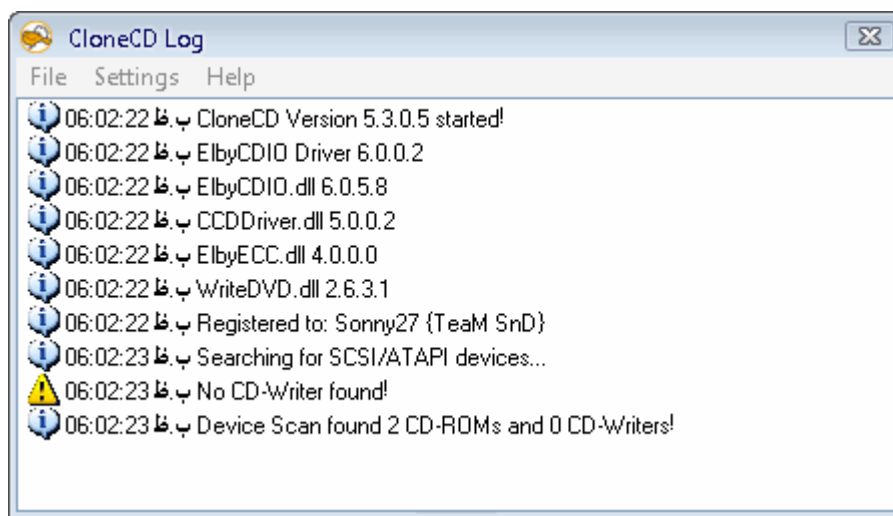 CloneCD Log
File Settings Help
06:02:22 ب.ظ CloneCD Version 5.3.0.5 started!
06:02:22 ب.ظ ElbyCDIO Driver 6.0.0.2
06:02:22 ب.ظ ElbyCDIO.dll 6.0.5.8
06:02:22 ب.ظ CCDDriver.dll 5.0.0.2
06:02:22 ب.ظ ElbyECC.dll 4.0.0.0
06:02:22 ب.ظ WriteDVD.dll 2.6.3.1
06:02:22 ب.ظ Registered to: Sonny27 {TeaM SnD}
06:02:23 ب.ظ Searching for SCSI/ATAPI devices...
06:02:23 ب.ظ No CD-Writer found!
06:02:23 ب.ظ Device Scan found 2 CD-ROMs and 0 CD-Writers!